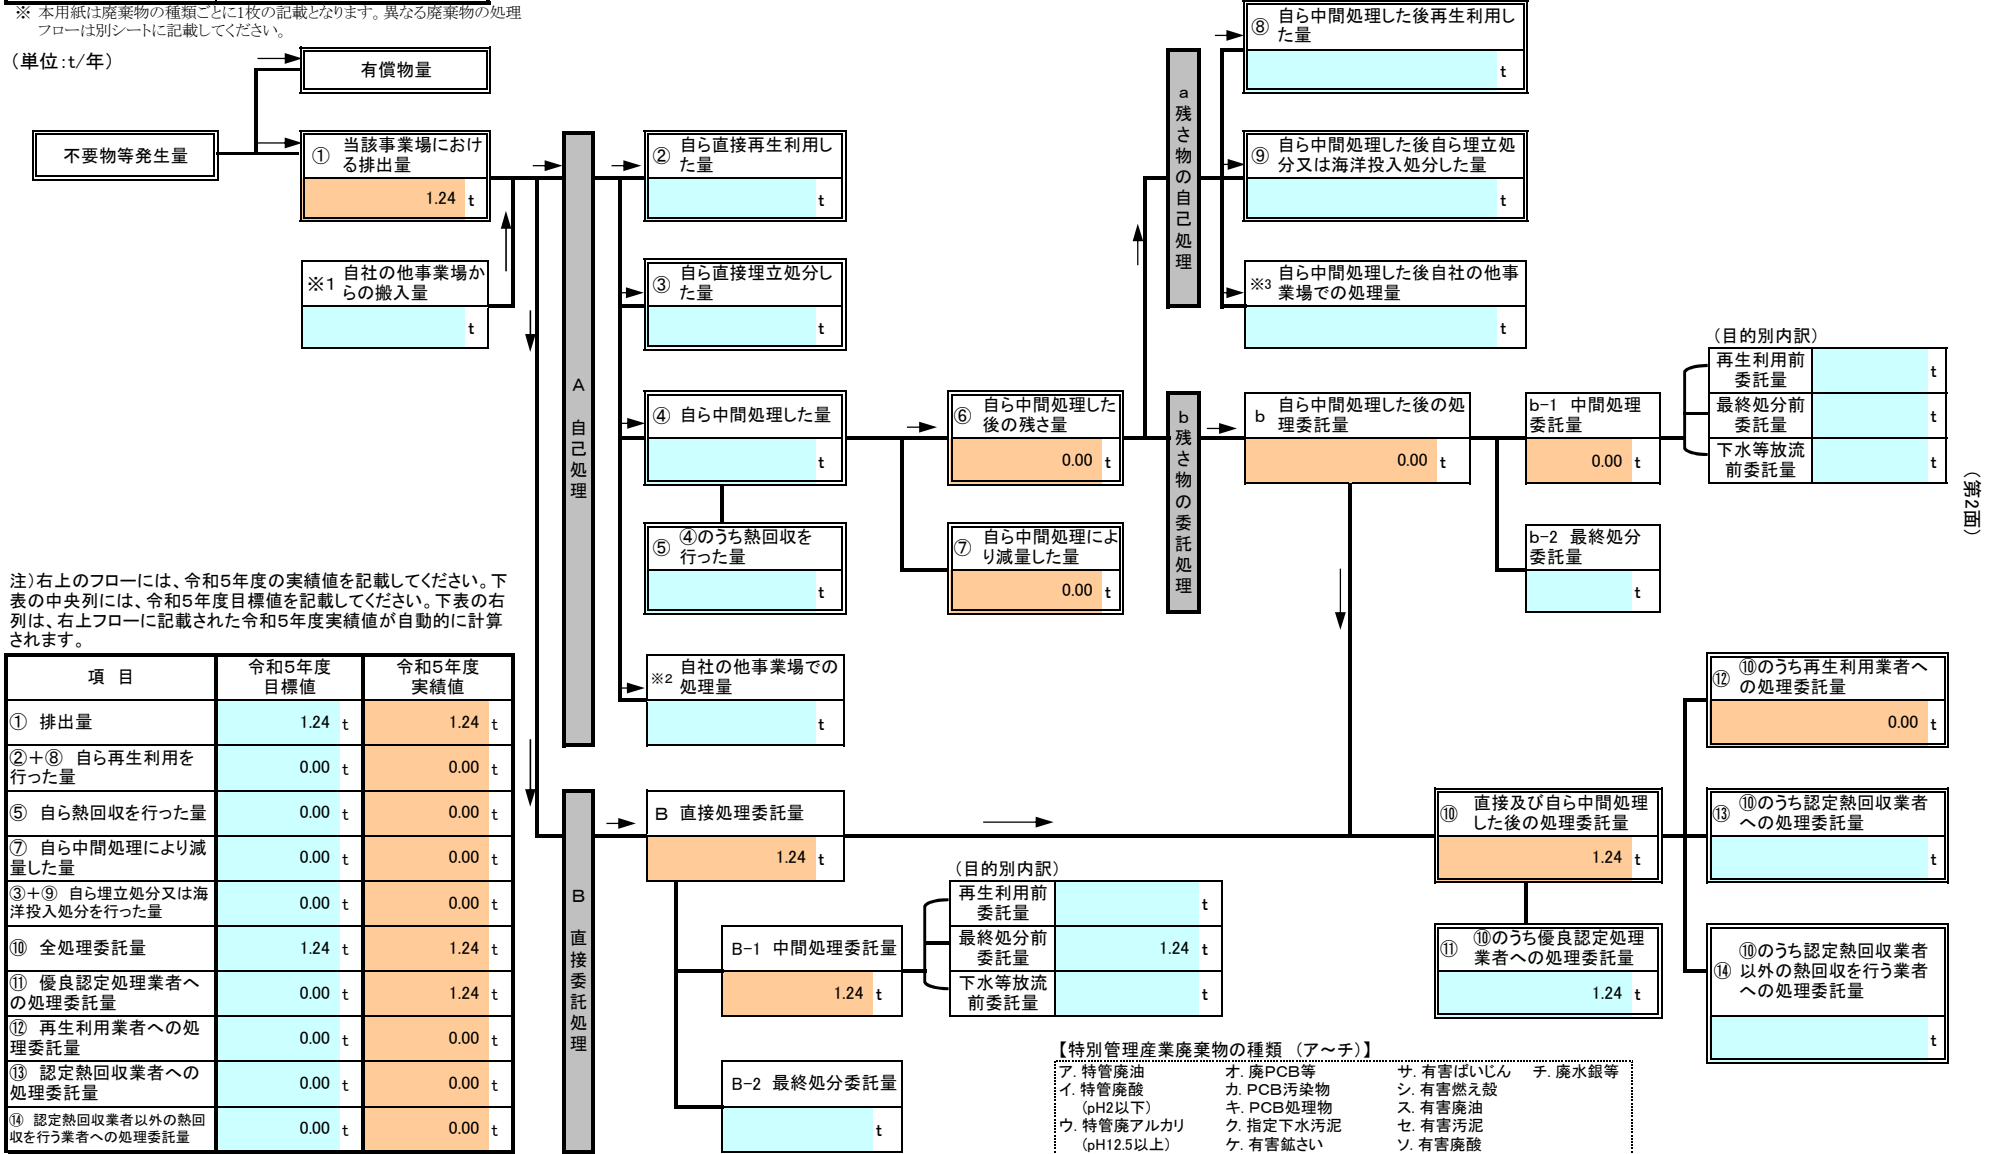 ※ 本用紙は廃棄物の種類ごとに1枚の記載となります。異なる廃棄物の処理
フローは別シートに記載してください。
（単位：t/年）
有償物量
不要物等発生量
① 当該事業場におけ
る排出量
1.24 t
※1 自社の他事業場か
らの搬入量
t
A 自己処理
② 自ら直接再生利用し
た量
t
③ 自ら直接埋立処分し
た量
t
④ 自ら中間処理した量
t
⑤ ④のうち熱回収を
行った量
t
※2 自社の他事業場での
処理量
t
⑥ 自ら中間処理した
後の残さ量
0.00 t
⑦ 自ら中間処理によ
り減量した量
0.00 t
a 残さ物の自己処理
⑧ 自ら中間処理した後再生利用し
た量
t
⑨ 自ら中間処理した後自ら埋立処
分又は海洋投入処分した量
t
※3 自ら中間処理した後自社の他事
業場での処理量
t
b 残さ物の委託処理
b 自ら中間処理した後の処
理委託量
0.00 t
b-1 中間処理
委託量
0.00 t
b-2 最終処分
委託量
t
（目的別内訳）
再生利用前
委託量
t
最終処分前
委託量
t
下水等放流
前委託量
t
（第2面）
注）右上のフローには、令和5年度の実績値を記載してください。下
表の中央列には、令和5年度目標値を記載してください。下表の右
列は、右上フローに記載された令和5年度実績値が自動的に計算
されます。
項 目 令和5年度
目標値 令和5年度
実績値
① 排出量 1.24 t 1.24 t
②＋⑧ 自ら再生利用を
行った量 0.00 t 0.00 t
⑤ 自ら熱回収を行った量 0.00 t 0.00 t
⑦ 自ら中間処理により減
量した量 0.00 t 0.00 t
③＋⑨ 自ら埋立処分又は海
洋投入処分を行った量 0.00 t 0.00 t
⑩ 全処理委託量 1.24 t 1.24 t
⑪ 優良認定処理業者へ
の処理委託量 0.00 t 1.24 t
⑫ 再生利用業者への処
理委託量 0.00 t 0.00 t
⑬ 認定熱回収業者への
処理委託量 0.00 t 0.00 t
⑭ 認定熱回収業者以外の熱回
収を行う業者への処理委託量 0.00 t 0.00 t
B 直接委託処理
B 直接処理委託量
1.24 t
B-1 中間処理委託量
1.24 t
B-2 最終処分委託量
t
（目的別内訳）
再生利用前
委託量
t
最終処分前
委託量
1.24 t
下水等放流
前委託量
t
⑩ 直接及び自ら中間処理
した後の処理委託量
1.24 t
⑪ ⑩のうち優良認定処理
業者への処理委託量
1.24 t
⑫ ⑩のうち再生利用業者へ
の処理委託量
0.00 t
⑬ ⑩のうち認定熱回収業者
への処理委託量
t
⑭ ⑩のうち認定熱回収業者
以外の熱回収を行う業者
への処理委託量
t
【特別管理産業廃棄物の種類 （ア～チ）】
ア．特管廃油 オ．廃PCB等 サ．有害ばいじん チ．廃水銀等
イ．特管廃酸 カ．PCB汚染物 シ．有害燃え殻
（pH2以下） キ．PCB処理物 ス．有害廃油
ウ．特管廃アルカリ ク．指定下水汚泥 セ．有害汚泥
（pH12.5以上） ケ．有害鉱さい ソ．有害廃酸